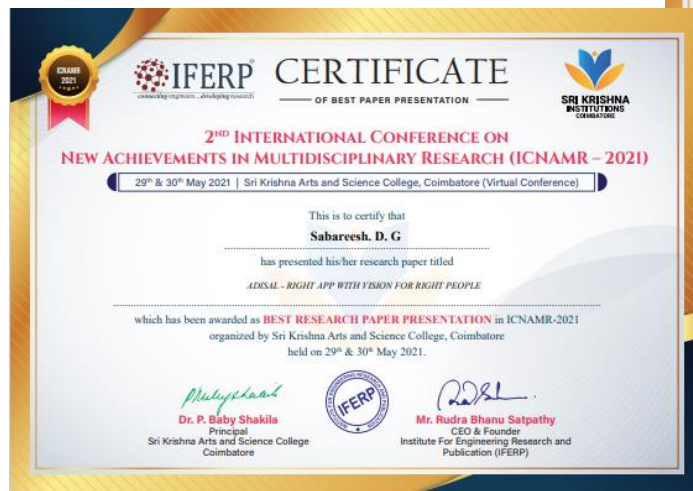 ICNAMR
2021
IFERP
connecting engineers... developing research
CERTIFICATE
OF BEST PAPER PRESENTATION
SRI KRISHNA
INSTITUTIONS
COIMBATORE
2ND INTERNATIONAL CONFERENCE ON
NEW ACHIEVEMENTS IN MULTIDISCIPLINARY RESEARCH (ICNAMR – 2021)
29th & 30th May 2021 | Sri Krishna Arts and Science College, Coimbatore (Virtual Conference)
This is to certify that
Sabareesh. D. G
has presented his/her research paper titled
ADISAL - RIGHT APP WITH VISION FOR RIGHT PEOPLE
which has been awarded as BEST RESEARCH PAPER PRESENTATION in ICNAMR-2021
organized by Sri Krishna Arts and Science College, Coimbatore
held on 29th & 30th May 2021.
IFERP
Dr. P. Baby Shakila
Principal
Sri Krishna Arts and Science College
Coimbatore
Mr. Rudra Bhanu Satpathy
CEO & Founder
Institute For Engineering Research and
Publication (IFERP)